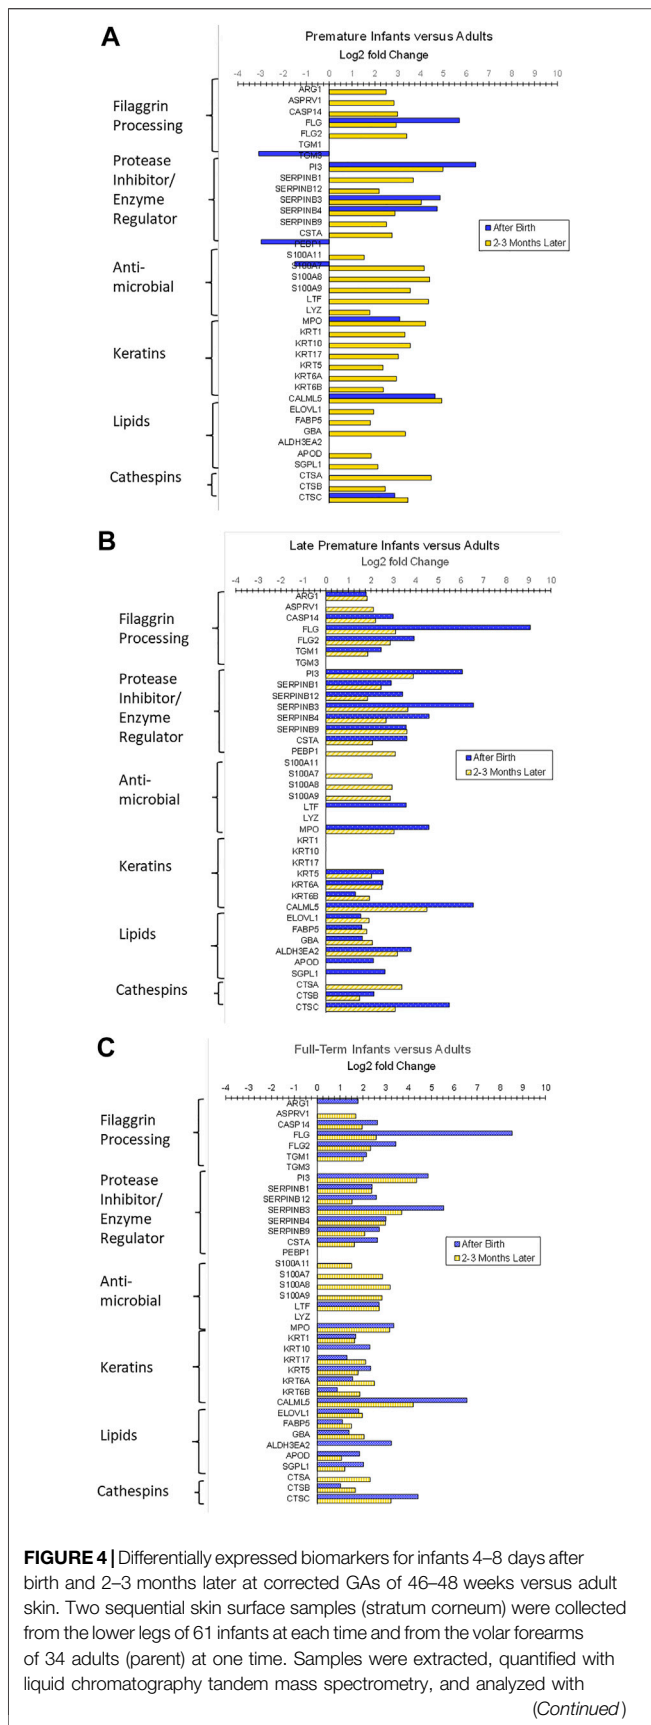 A
Premature Infants versus Adults
Log2 fold Change
-4 -3 -2 -1 0 1 2 3 4 5 6 7 8 9 10
Filaggrin
Processing
ARG1
ASPRV1
CASP14
FLG
FLG2
TGM1
TGM3
Protease
Inhibitor/
Enzyme
Regulator
PI3
SERPINB1
SERPINB12
SERPINB3
SERPINB4
SERPINB9
CSTA
PEBP1
After Birth
2-3 Months Later
Anti-
microbial
S100A11
S100A7
S100A8
S100A9
LTF
LYZ
MPO
Keratins
KRT1
KRT10
KRT17
KRT5
KRT6A
KRT6B
CALML5
Lipids
ELOVL1
FABP5
GBA
ALDH3EA2
APOD
SGPL1
Cathespins
CTSA
CTSB
CTSC
B
Late Premature Infants versus Adults
Log2 fold Change
-4 -3 -2 -1 0 1 2 3 4 5 6 7 8 9 10
Filaggrin
Processing
ARG1
ASPRV1
CASP14
FLG
FLG2
TGM1
TGM3
Protease
Inhibitor/
Enzyme
Regulator
PI3
SERPINB1
SERPINB12
SERPINB3
SERPINB4
SERPINB9
CSTA
PEBP1
After Birth
2-3 Months Later
Anti-
microbial
S100A11
S100A7
S100A8
S100A9
LTF
LYZ
MPO
Keratins
KRT1
KRT10
KRT17
KRT5
KRT6A
KRT6B
CALML5
Lipids
ELOVL1
FABP5
GBA
ALDH3EA2
APOD
SGPL1
Cathespins
CTSA
CTSB
CTSC
C
Full-Term Infants versus Adults
Log2 fold Change
-4 -3 -2 -1 0 1 2 3 4 5 6 7 8 9 10
Filaggrin
Processing
ARG1
ASPRV1
CASP14
FLG
FLG2
TGM1
TGM3
Protease
Inhibitor/
Enzyme
Regulator
PI3
SERPINB1
SERPINB12
SERPINB3
SERPINB4
SERPINB9
CSTA
PEBP1
After Birth
2-3 Months Later
Anti-
microbial
S100A11
S100A7
S100A8
S100A9
LTF
LYZ
MPO
Keratins
KRT1
KRT10
KRT17
KRT5
KRT6A
KRT6B
CALML5
Lipids
ELOVL1
FABP5
GBA
ALDH3EA2
APOD
SGPL1
Cathespins
CTSA
CTSB
CTSC
FIGURE 4 | Differentially expressed biomarkers for infants 4–8 days after
birth and 2–3 months later at corrected GAs of 46–48 weeks versus adult
skin. Two sequential skin surface samples (stratum corneum) were collected
from the lower legs of 61 infants at each time and from the volar forearms
of 34 adults (parent) at one time. Samples were extracted, quantified with
liquid chromatography tandem mass spectrometry, and analyzed with
(Continued)